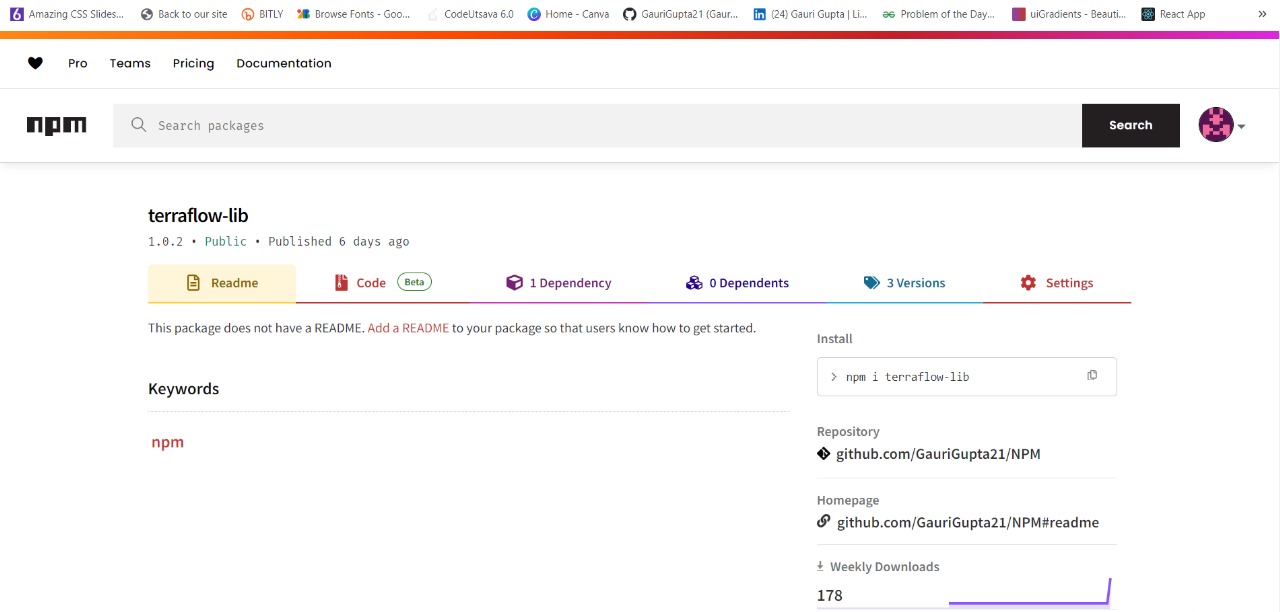 Amazing CSS Slides... Back to our site BITLY Browse Fonts - Goo... CodeUtsava 6.0 Home - Canva GauriGupta21 (Gaur... (24) Gauri Gupta | Li... Problem of the Day... uiGradients - Beauti... React App »
Pro Teams Pricing Documentation
npm Search packages Search
terraflow-lib
1.0.2 • Public • Published 6 days ago
Readme Code Beta 1 Dependency 0 Dependents 3 Versions Settings
This package does not have a README. Add a README to your package so that users know how to get started.
Keywords
npm
Install
> npm i terraflow-lib
Repository
github.com/GauriGupta21/NPM
Homepage
github.com/GauriGupta21/NPM#readme
Weekly Downloads
178